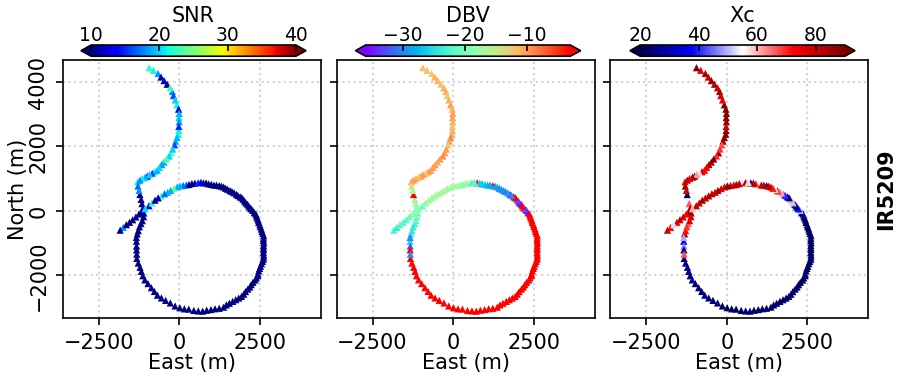 SNR
10 20 30 40
DBV
−30 −20 −10
Xc
20 40 60 80
North (m)
4000
2000
0
−2000
IR5209
−2500 0 2500
East (m)
−2500 0 2500
East (m)
−2500 0 2500
East (m)